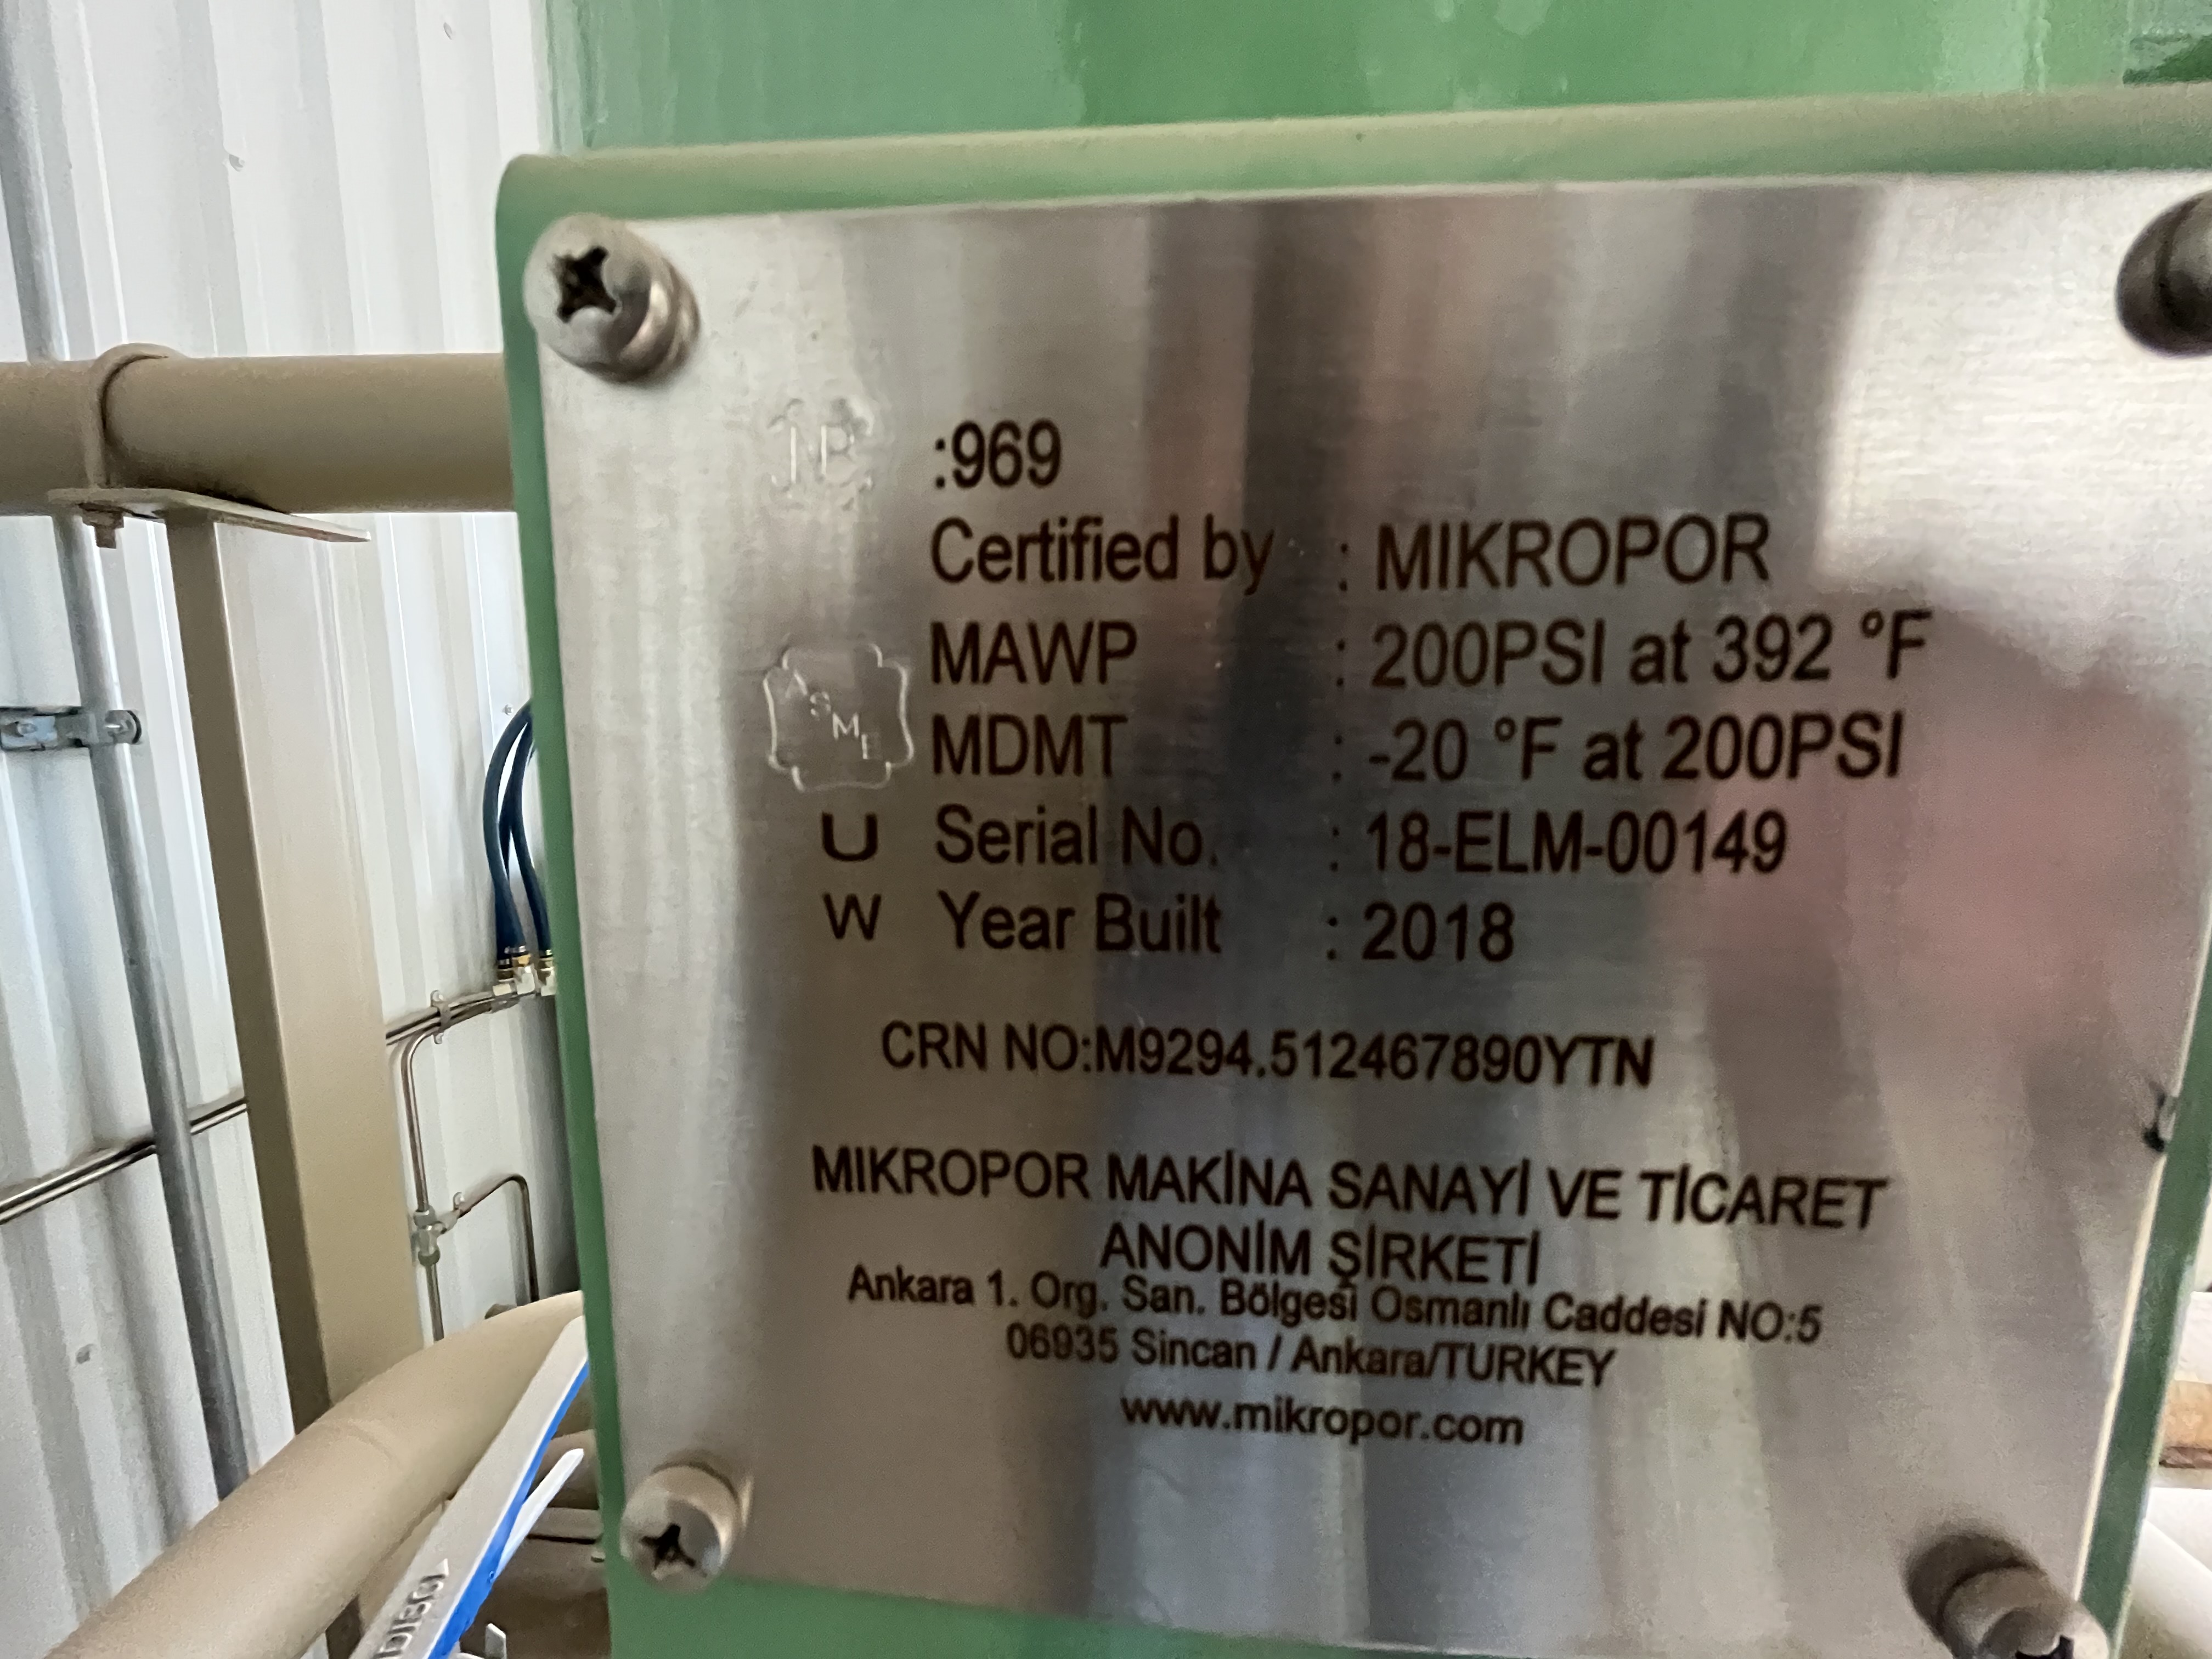 :969
Certified by : MIKROPOR
MAWP : 200PSI at 392 °F
ASME
MDMT : -20 °F at 200PSI
U Serial No. : 18-ELM-00149
W Year Built : 2018
CRN NO:M9294.512467890YTN
MIKROPOR MAKİNA SANAYİ VE TİCARET
ANONİM ŞİRKETİ
Ankara 1. Org. San. Bölgesi Osmanlı Caddesi NO:5
06935 Sincan / Ankara/TURKEY
www.mikropor.com